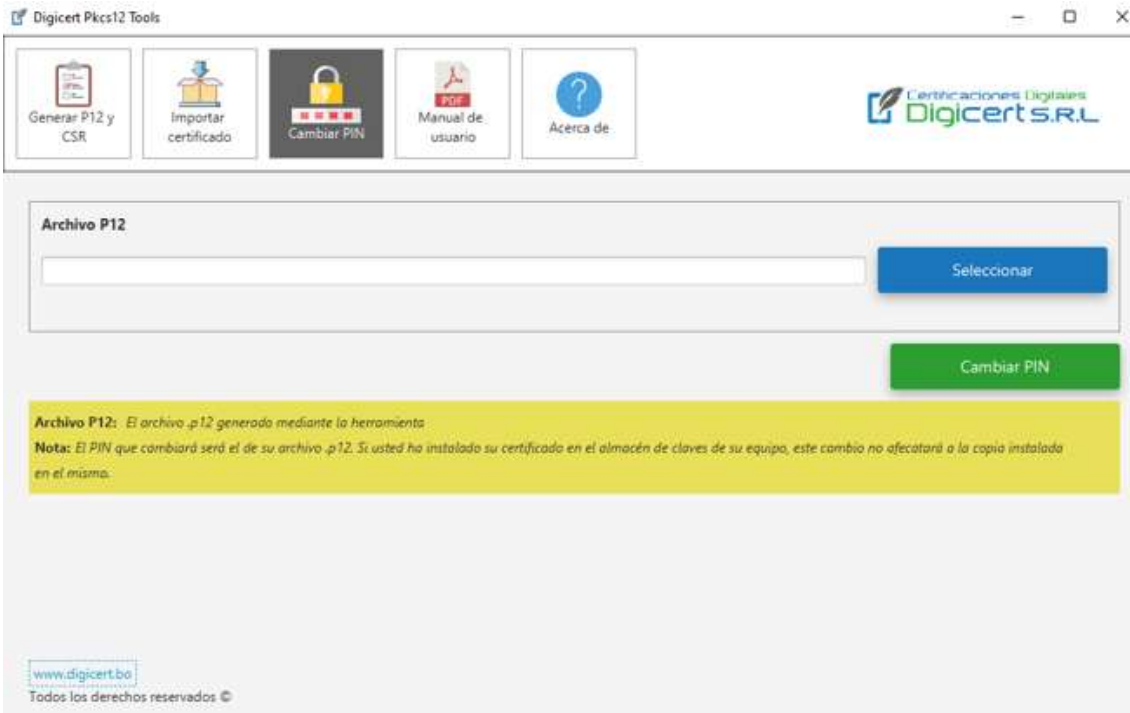 Digicert Pkcs12 Tools
Generar P12 y
CSR
Importar
certificado
Cambiar PIN
PDF
Manual de
usuario
?
Acerca de
Certificaciones Digitales
Digicert S.R.L
Archivo P12
Seleccionar
Cambiar PIN
Archivo P12: El archivo .p12 generado mediante la herramienta
Nota: El PIN que cambiará será el de su archivo .p12. Si usted ha instalado su certificado en el almacén de claves de su equipo, este cambio no afecatará a la copia instalada
en el mismo.
www.digicert.bo
Todos los derechos reservados ©